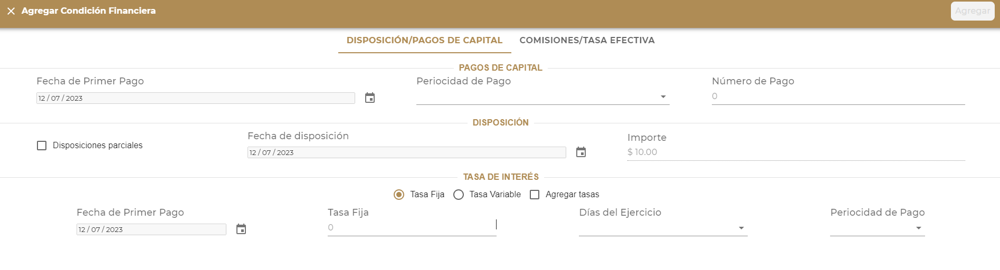 Agregar Condición Financiera
Agregar
DISPOSICIÓN/PAGOS DE CAPITAL
COMISIONES/TASA EFECTIVA
PAGOS DE CAPITAL
Fecha de Primer Pago
Periocidad de Pago
Número de Pago
12 / 07 / 2023
0
DISPOSICIÓN
Disposiciones parciales
Fecha de disposición
Importe
12 / 07 / 2023
$ 10.00
TASA DE INTERÉS
Tasa Fija
Tasa Variable
Agregar tasas
Fecha de Primer Pago
Tasa Fija
Días del Ejercicio
Periocidad de Pago
12 / 07 / 2023
0